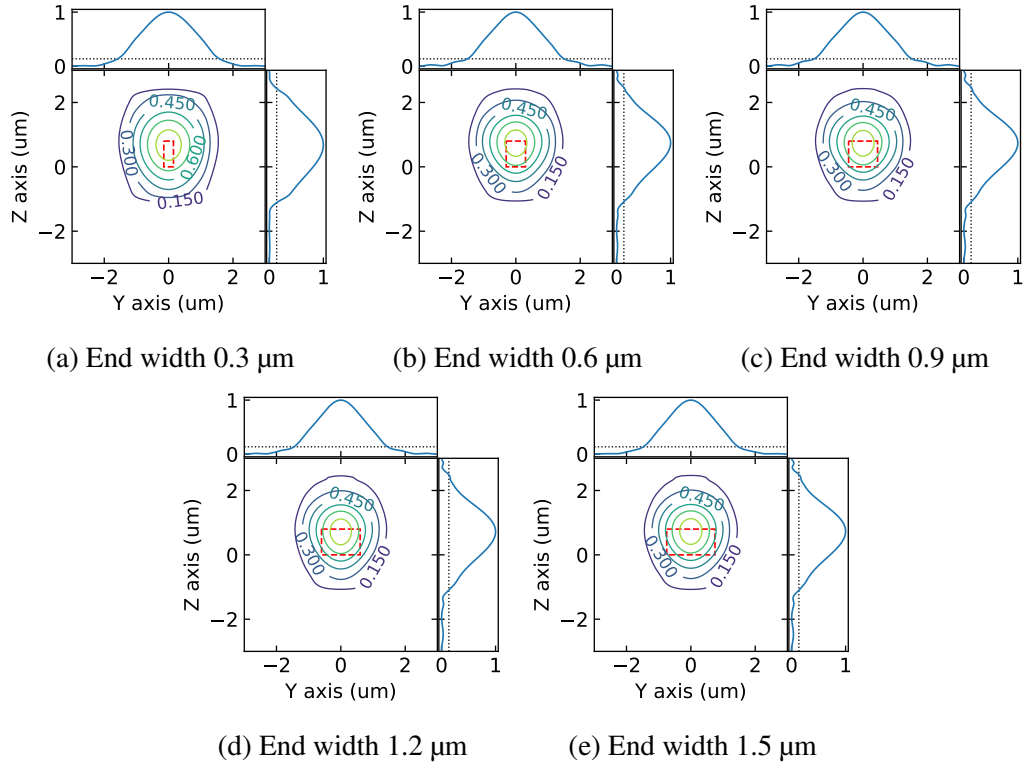 1
0
0.450
0.300
0.600
0.150
2
0
−2
Z axis (um)
−2 0 2 0 1
Y axis (um)
(a) End width 0.3 µm
1
0
0.450
0.300
0.150
2
0
−2
Z axis (um)
−2 0 2 0 1
Y axis (um)
(b) End width 0.6 µm
1
0
0.450
0.300
0.150
2
0
−2
Z axis (um)
−2 0 2 0 1
Y axis (um)
(c) End width 0.9 µm
1
0
0.450
0.300
0.150
2
0
−2
Z axis (um)
−2 0 2 0 1
Y axis (um)
(d) End width 1.2 µm
1
0
0.450
0.300
0.150
2
0
−2
Z axis (um)
−2 0 2 0 1
Y axis (um)
(e) End width 1.5 µm